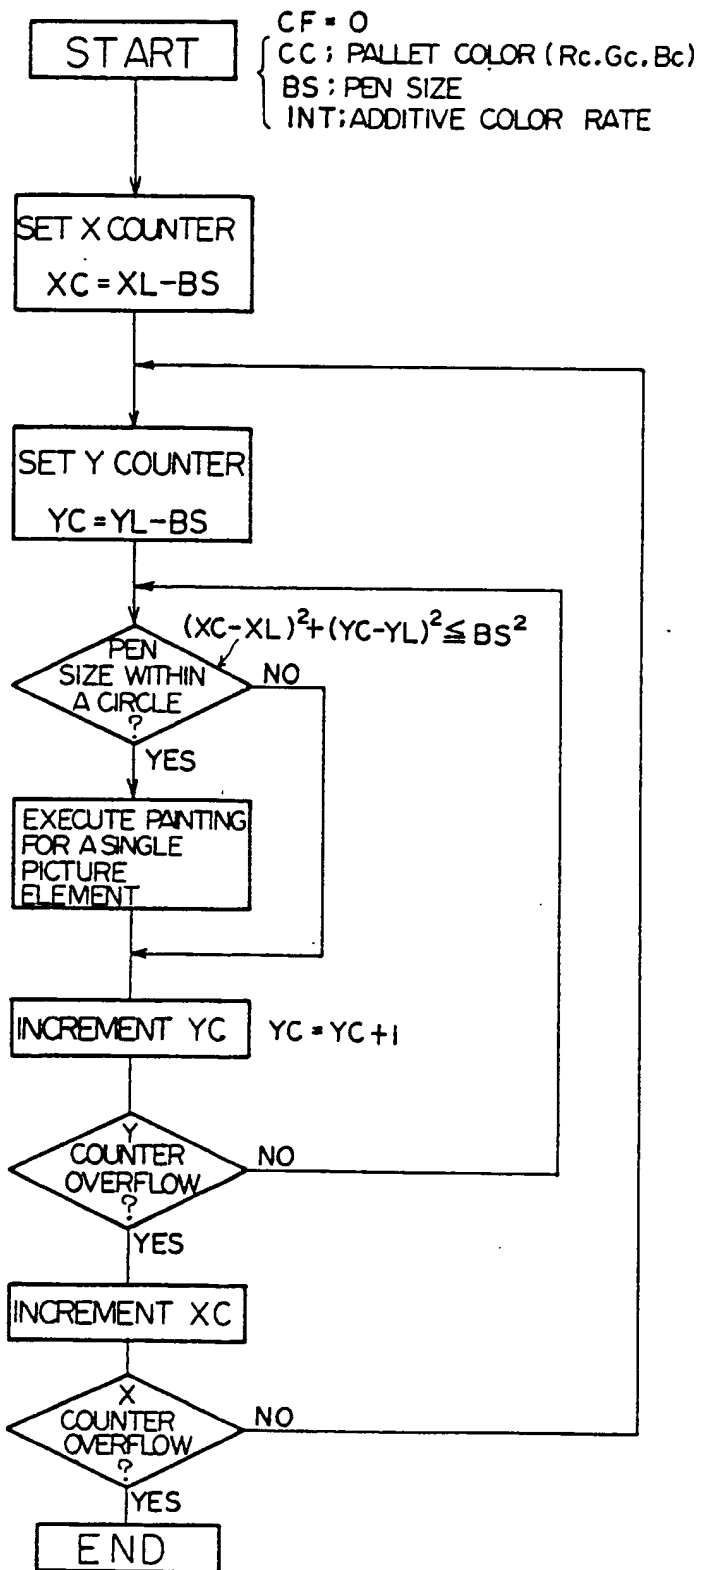 START
CF = 0
CC ; PALLET COLOR (Rc.Gc.Bc)
BS ; PEN SIZE
INT; ADDITIVE COLOR RATE
SET X COUNTER
XC = XL-BS
SET Y COUNTER
YC = YL-BS
(XC-XL)²+(YC-YL)² ≦ BS²
PEN
SIZE WITHIN
A CIRCLE
?
NO
YES
EXECUTE PAINTING
FOR A SINGLE
PICTURE
ELEMENT
INCREMENT YC
YC = YC+1
Y
COUNTER
OVERFLOW
?
NO
YES
INCREMENT XC
X
COUNTER
OVERFLOW
?
NO
YES
END